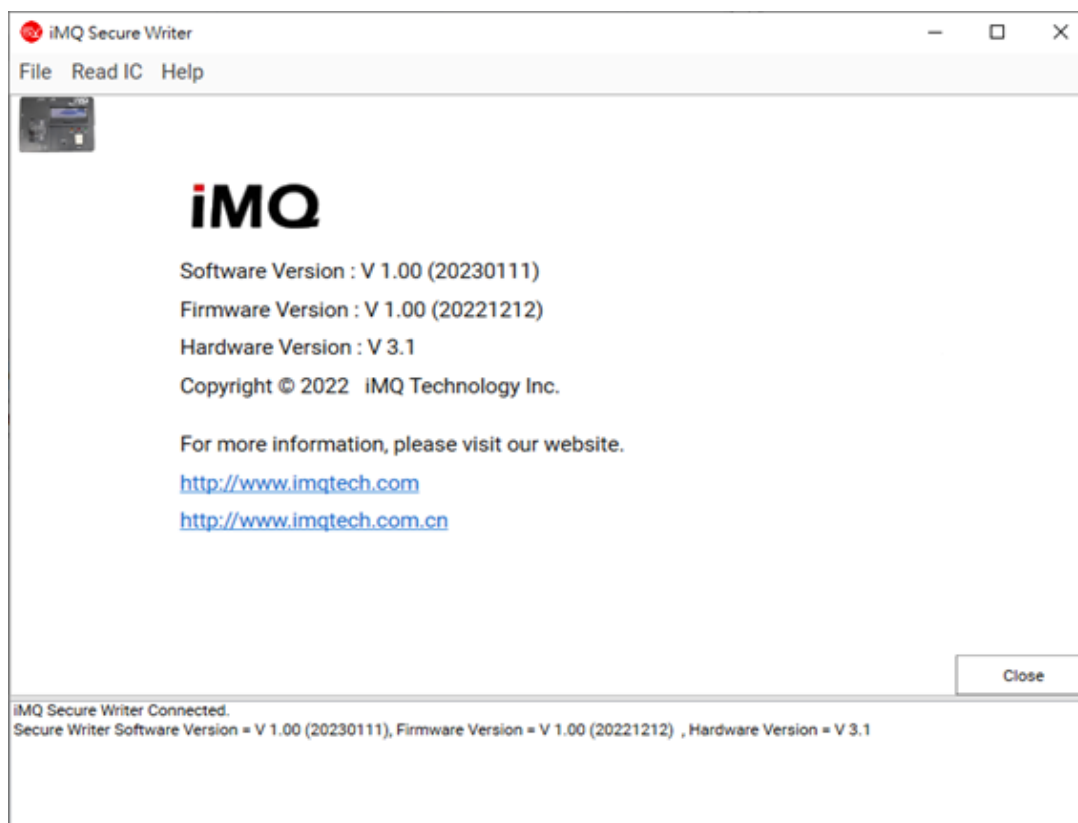 iMQ Secure Writer
File Read IC Help
iMQ
Software Version : V 1.00 (20230111)
Firmware Version : V 1.00 (20221212)
Hardware Version : V 3.1
Copyright © 2022 iMQ Technology Inc.
For more information, please visit our website.
http://www.imqtech.com
http://www.imqtech.com.cn
Close
iMQ Secure Writer Connected.
Secure Writer Software Version = V 1.00 (20230111), Firmware Version = V 1.00 (20221212) , Hardware Version = V 3.1